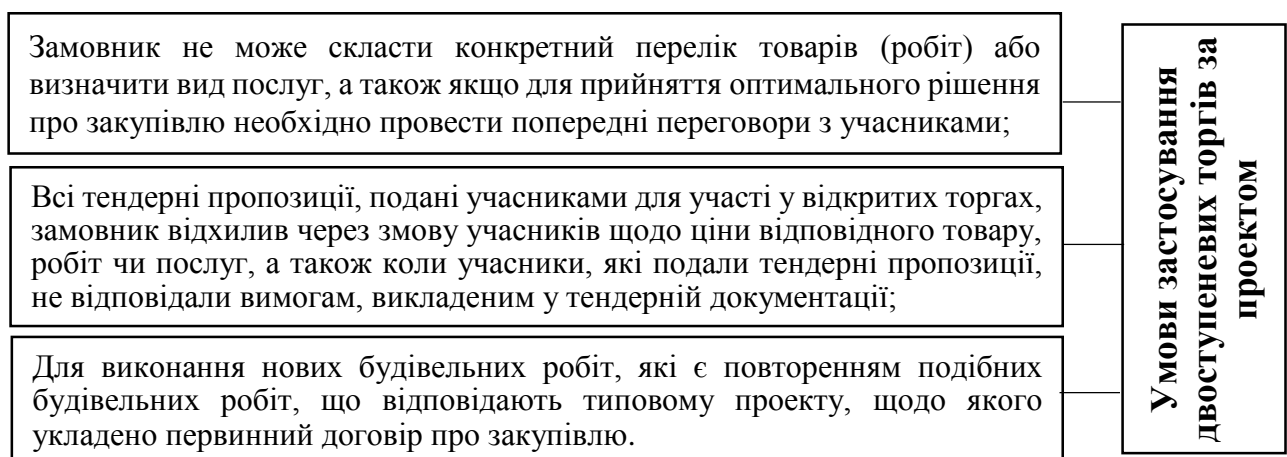 Замовник не може скласти конкретний перелік товарів (робіт) або
визначити вид послуг, а також якщо для прийняття оптимального рішення
про закупівлю необхідно провести попередні переговори з учасниками;
Всі тендерні пропозиції, подані учасниками для участі у відкритих торгах,
замовник відхилив через змову учасників щодо ціни відповідного товару,
робіт чи послуг, а також коли учасники, які подали тендерні пропозиції,
не відповідали вимогам, викладеним у тендерній документації;
Для виконання нових будівельних робіт, які є повторенням подібних
будівельних робіт, що відповідають типовому проекту, щодо якого
укладено первинний договір про закупівлю.
Умови застосування
двоступеневих торгів за
проектом